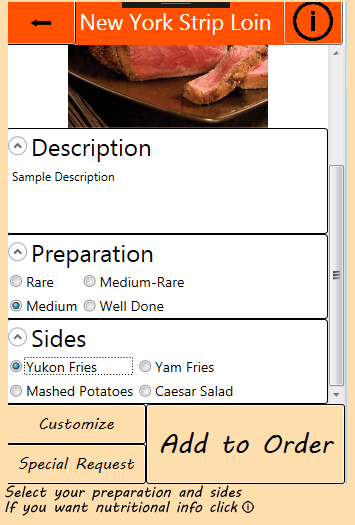 New York Strip Loin
Description
Sample Description
Preparation
Rare Medium-Rare
Medium Well Done
Sides
Yukon Fries Yam Fries
Mashed Potatoes Caesar Salad
Customize
Special Request
Add to Order
Select your preparation and sides
If you want nutritional info click ⓘ